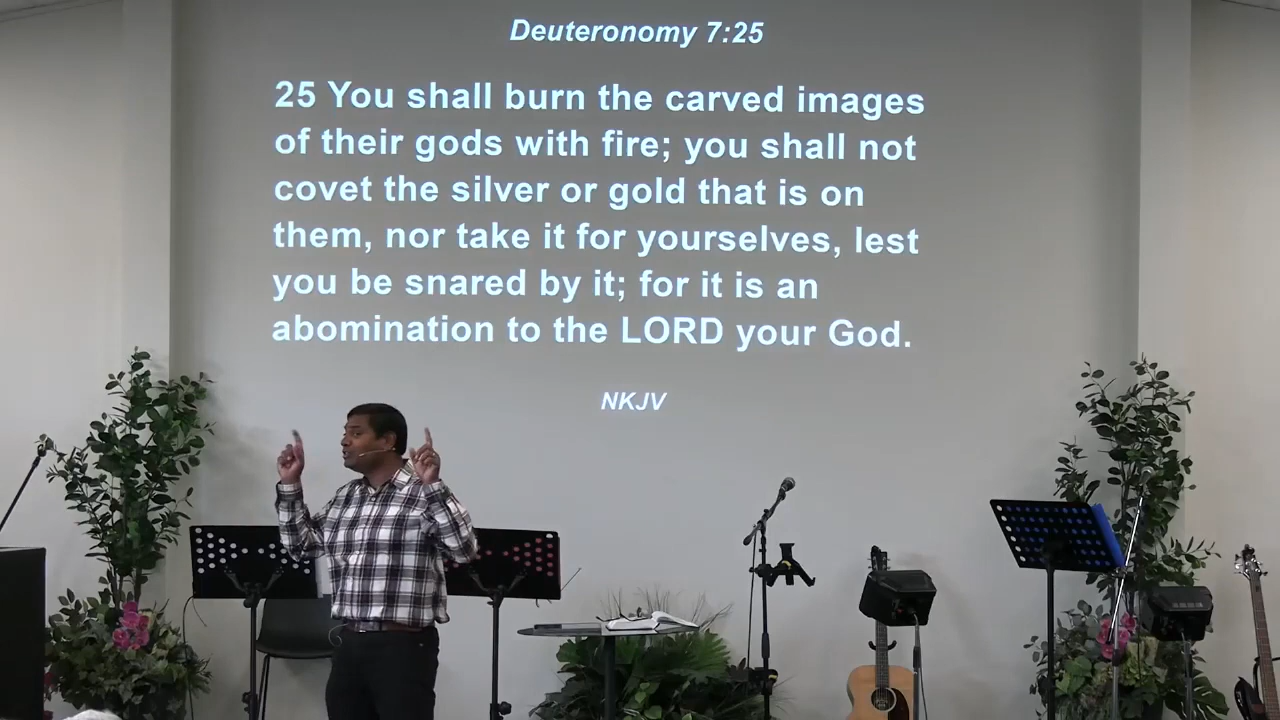 Deuteronomy 7:25
25 You shall burn the carved images
of their gods with fire; you shall not
covet the silver or gold that is on
them, nor take it for yourselves, lest
you be snared by it; for it is an
abomination to the LORD your God.
NKJV